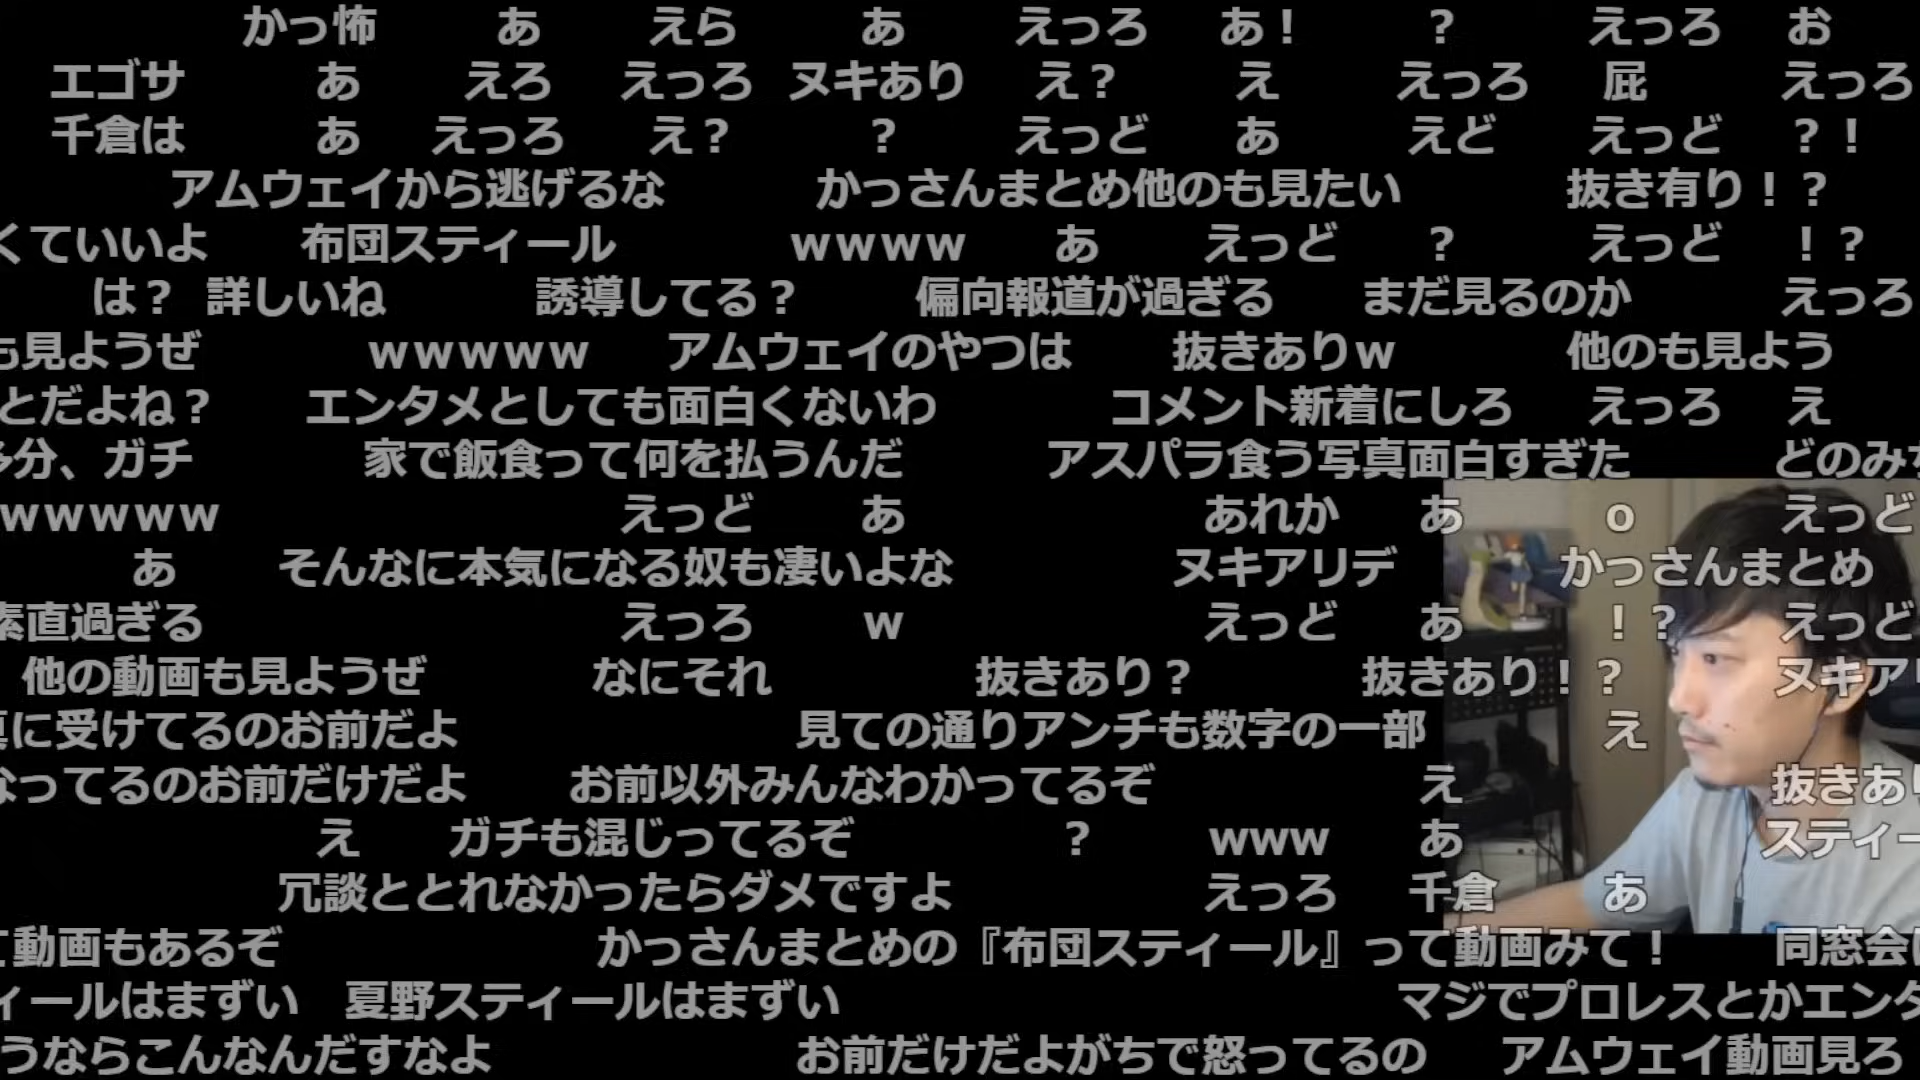 かっ怖 あ えら あ えっろ あ！ ？ えっろ お
エゴサ あ えろ えっろ ヌキあり え？ え えっろ 屁 えっろ
千倉は あ えっろ え？ ？ えっど あ えど えっど ？！
アムウェイから逃げるな かっさんまとめ他のも見たい 抜き有り！？
くていいよ 布団スティール wwww あ えっど ？ えっど ！？
は？ 詳しいね 誘導してる？ 偏向報道が過ぎる まだ見るのか えっろ
も見ようぜ wwwww アムウェイのやつは 抜きありw 他のも見よう
とだよね？ エンタメとしても面白くないわ コメント新着にしろ えっろ え
多分、ガチ 家で飯食って何を払うんだ アスパラ食う写真面白すぎた どのみ
wwwww えっど あ あれか あ o えっど
あ そんなに本気になる奴も凄いよな ヌキアリデ かっさんまとめ
素直過ぎる えっろ w えっど あ ！？ えっど
他の動画も見ようぜ なにそれ 抜きあり？ 抜きあり！？ ヌキアリ
に受けてるのお前だよ 見ての通りアンチも数字の一部 え
なってるのお前だけだよ お前以外みんなわかってるぞ え 抜きあり
え ガチも混じってるぞ ？ www あ スティー
冗談ととれなかったらダメですよ えっろ 千倉 あ
て動画もあるぞ かっさんまとめの『布団スティール』って動画みて！ 同窓会
ィールはまずい 夏野スティールはまずい マジでプロレスとかエンタ
うならこんなんだすなよ お前だけだよがちで怒ってるの アムウェイ動画見ろ